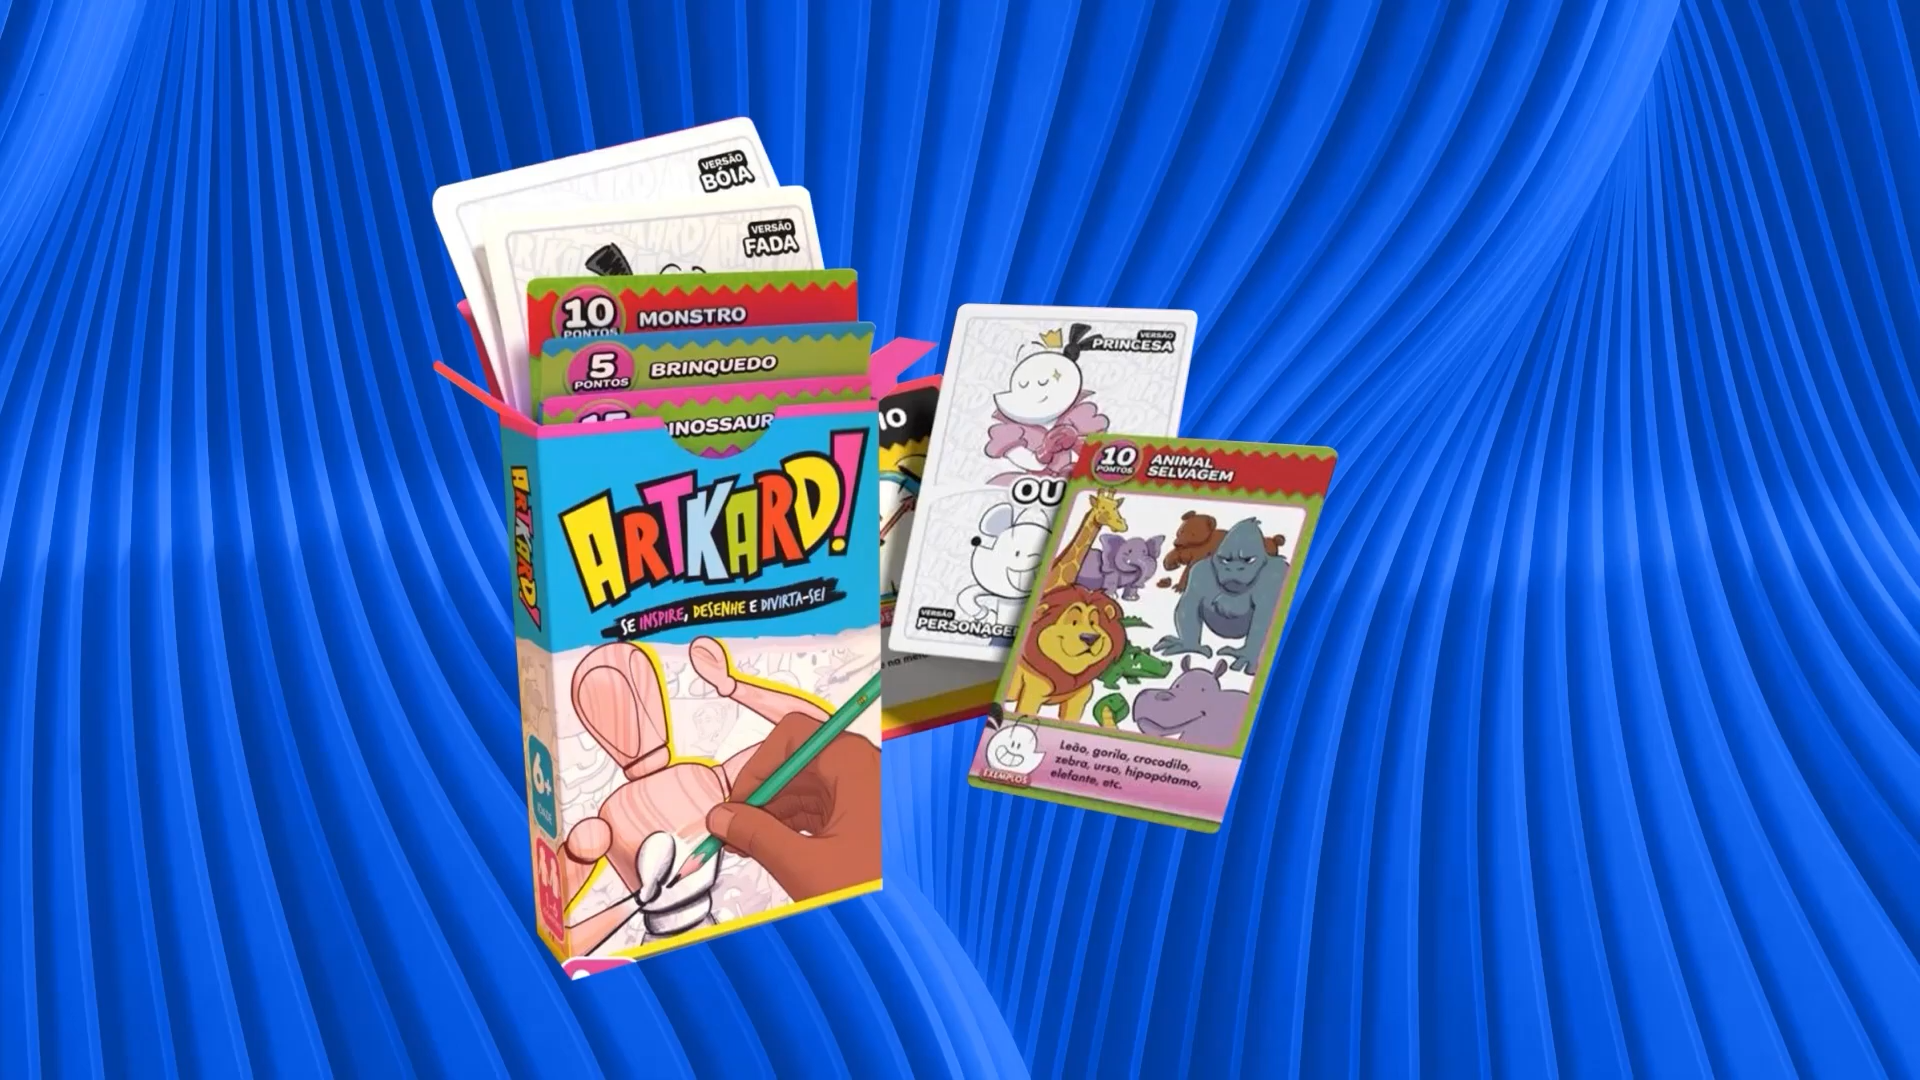 VERSÃO
BÓIA
VERSÃO
FADA
10
PONTOS
MONSTRO
5
PONTOS
BRINQUEDO
INOSSAUR
ARTKARD!
SE INSPIRE, DESENHE E DIVIRTA-SE!
ARTKARD!
6+
IDADE
VERSÃO
PRINCESA
OU
VERSÃO
PERSONAGE
10
PONTOS
ANIMAL
SELVAGEM
EXEMPLOS
Leão, gorila, crocodilo,
zebra, urso, hipopótamo,
elefante, etc.